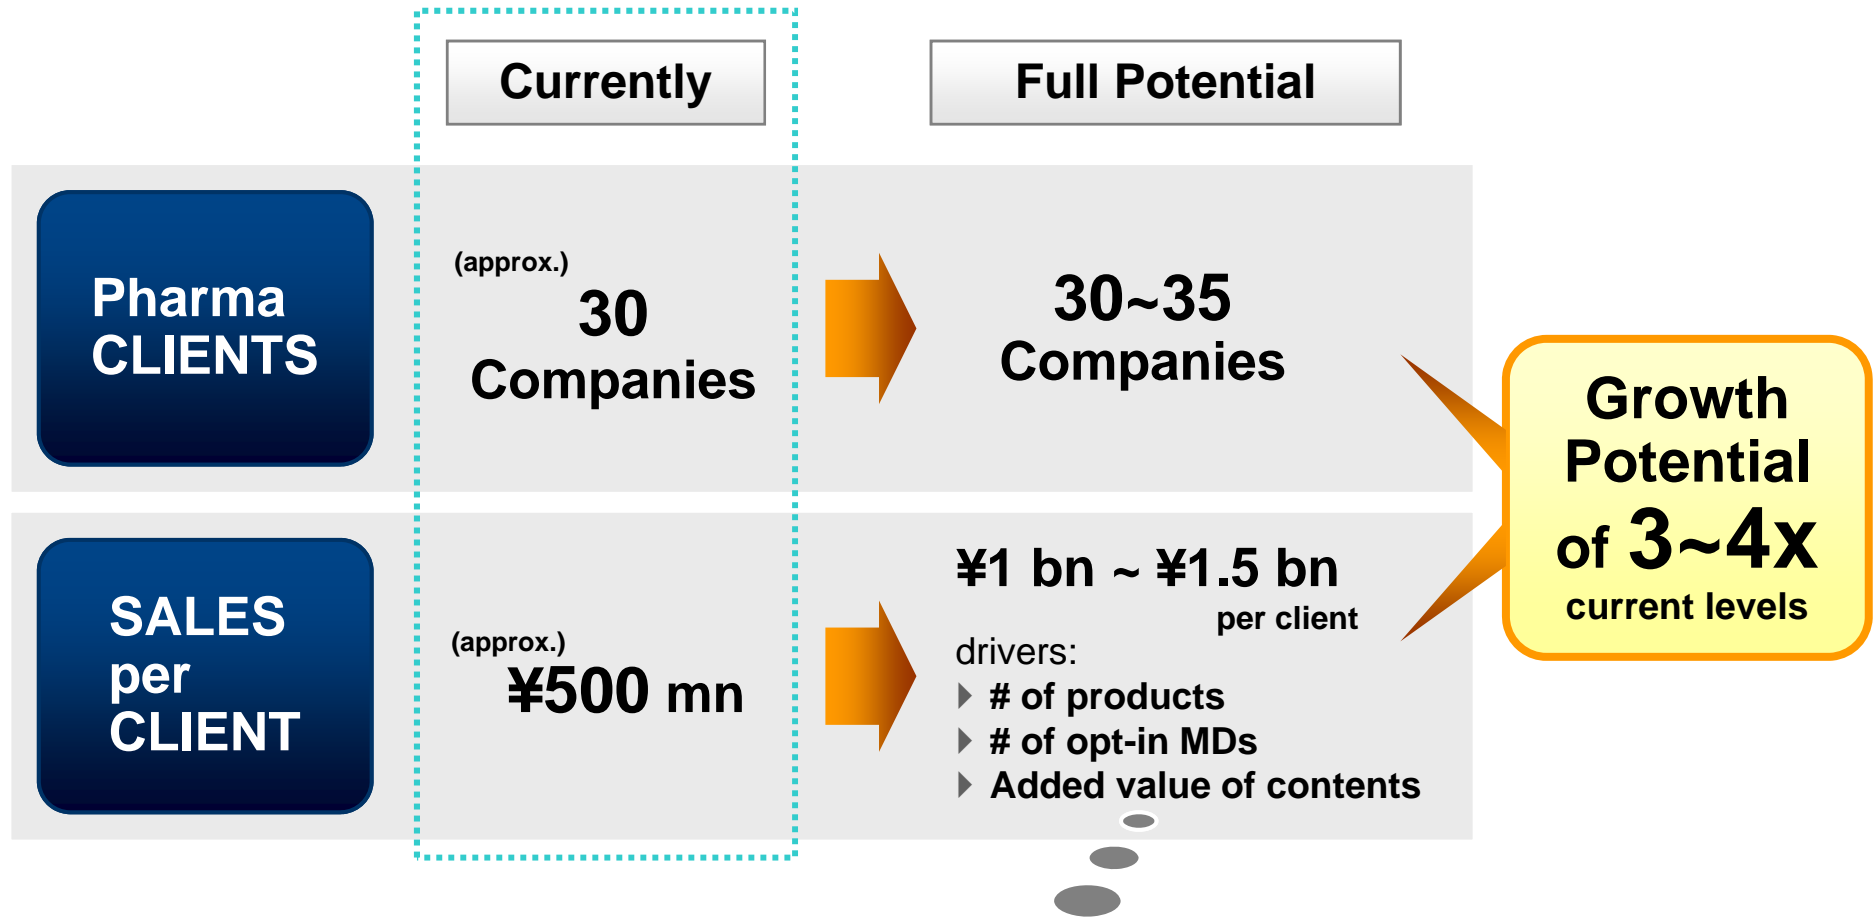 Currently
Full Potential
Pharma
CLIENTS
(approx.)
30
Companies
30~35
Companies
SALES
per
CLIENT
(approx.)
¥500 mn
¥1 bn ~ ¥1.5 bn
per client
drivers:
# of products
# of opt-in MDs
Added value of contents
Growth
Potential
of 3~4x
current levels